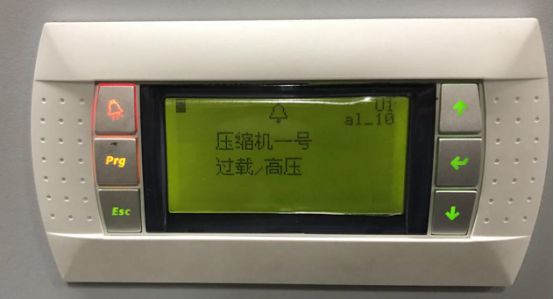 U1
al_10
压缩机一号
过载/高压
Prg
Esc